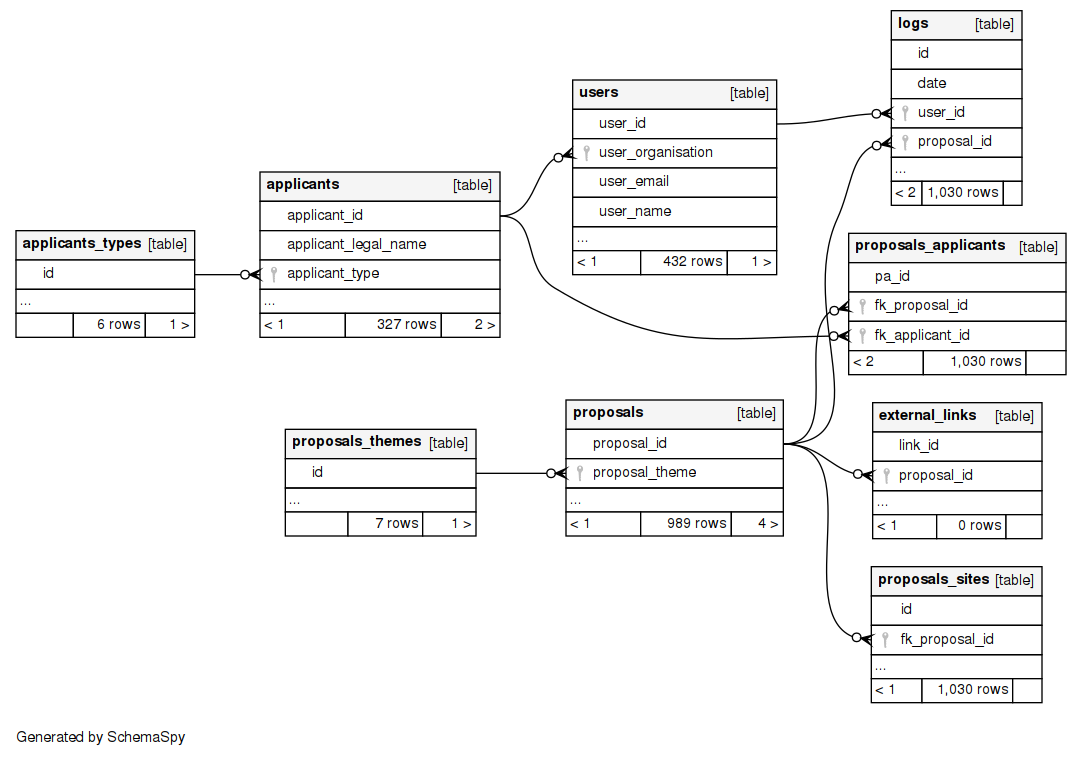 logs [table]
id
date
user_id
proposal_id
...
< 2 1,030 rows
users [table]
user_id
user_organisation
user_email
user_name
...
< 1 432 rows 1 >
applicants [table]
applicant_id
applicant_legal_name
applicant_type
...
< 1 327 rows 2 >
applicants_types [table]
id
...
6 rows 1 >
proposals_applicants [table]
pa_id
fk_proposal_id
fk_applicant_id
< 2 1,030 rows
proposals [table]
proposal_id
proposal_theme
...
< 1 989 rows 4 >
proposals_themes [table]
id
...
7 rows 1 >
external_links [table]
link_id
proposal_id
...
< 1 0 rows
proposals_sites [table]
id
fk_proposal_id
...
< 1 1,030 rows
Generated by SchemaSpy